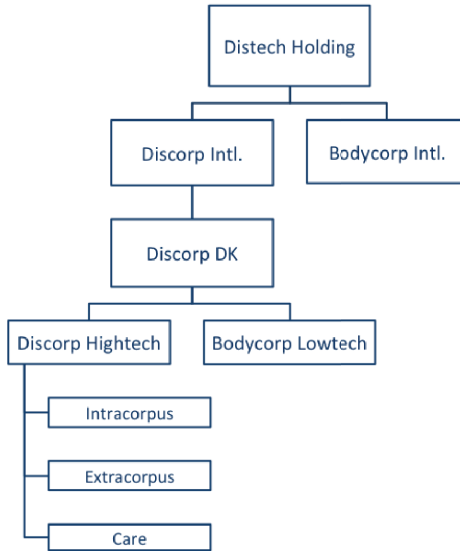 Distech Holding
Discorp Intl.
Bodycorp Intl.
Discorp DK
Discorp Hightech
Bodycorp Lowtech
Intracorpus
Extracorpus
Care